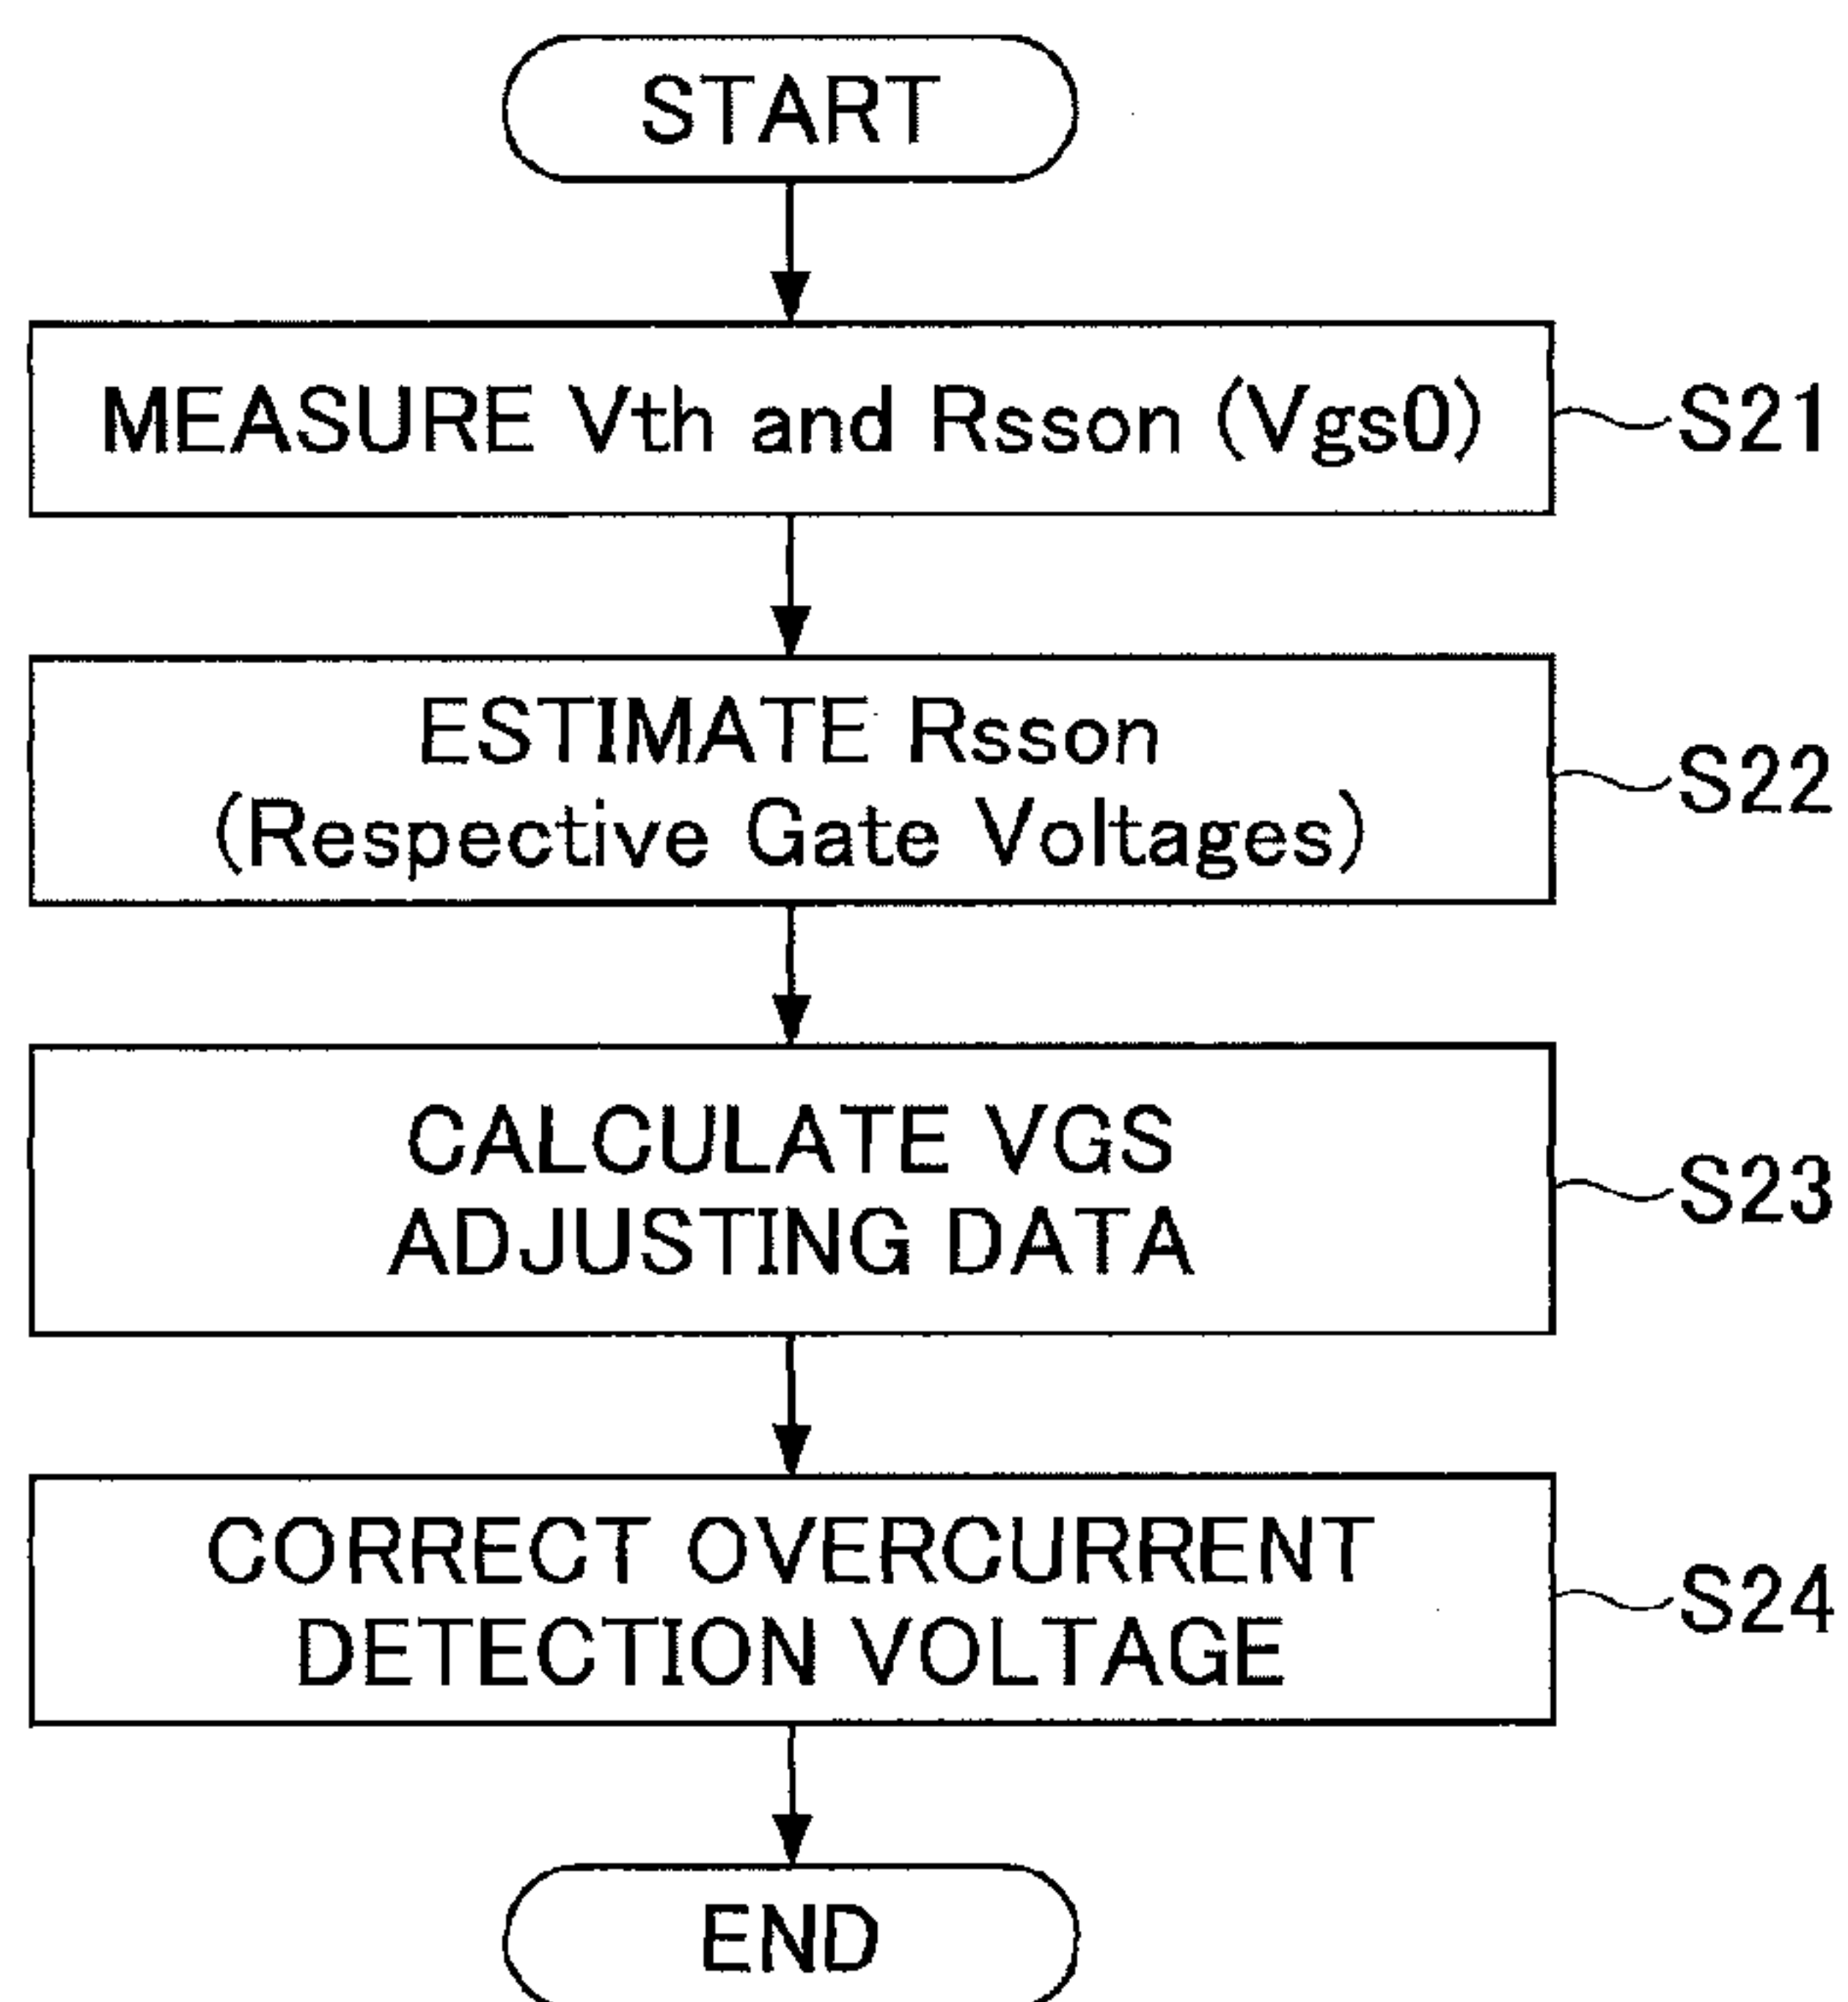 START
MEASURE Vth and Rsson (Vgs0)
S21
ESTIMATE Rsson
(Respective Gate Voltages)
S22
CALCULATE VGS
ADJUSTING DATA
S23
CORRECT OVERCURRENT
DETECTION VOLTAGE
S24
END